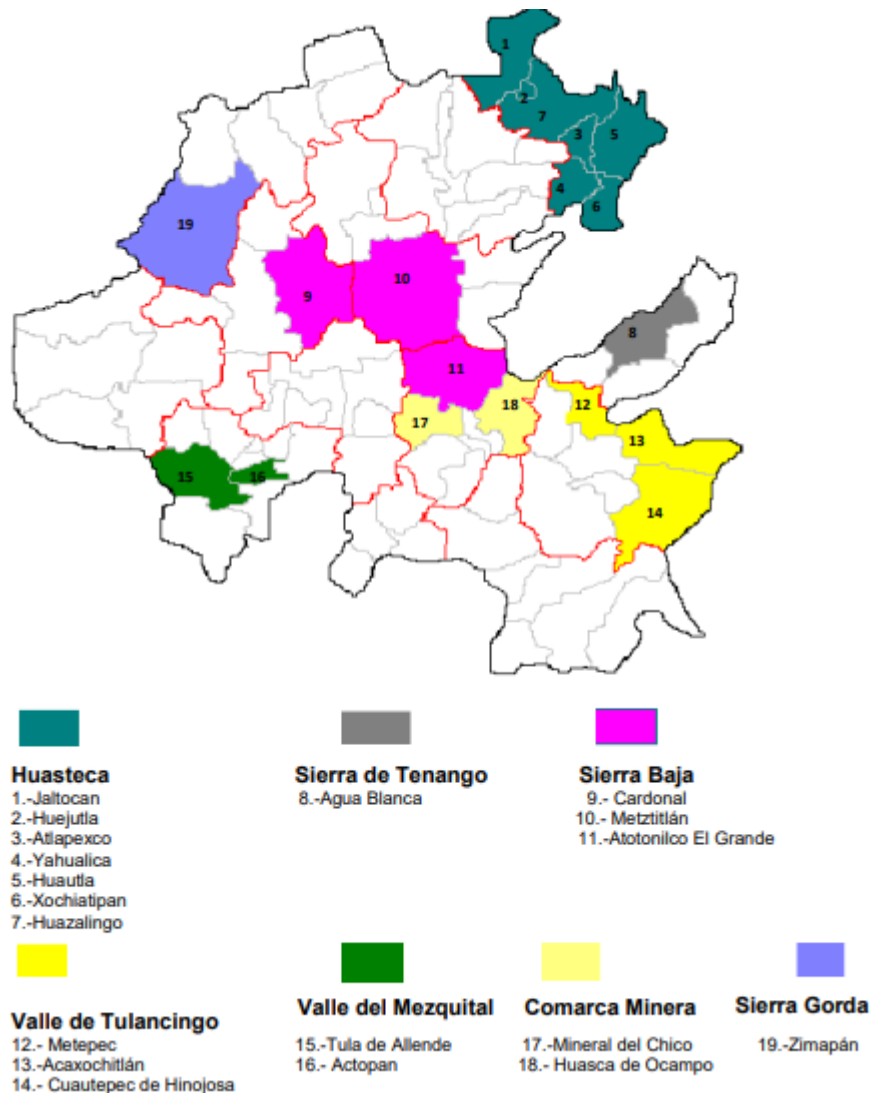 1
2
7
3
5
4
6
19
10
9
8
11
12
17
18
13
15
16
14
Huasteca
1.-Jaltocan
2.-Huejutla
3.-Atlapexco
4.-Yahualica
5.-Huautla
6.-Xochiatipan
7.-Huazalingo
Sierra de Tenango
8.-Agua Blanca
Sierra Baja
9.- Cardonal
10.- Metztitlán
11.-Atotonilco El Grande
Valle de Tulancingo
12.- Metepec
13.-Acaxochitlán
14.- Cuautepec de Hinojosa
Valle del Mezquital
15.-Tula de Allende
16.- Actopan
Comarca Minera
17.-Mineral del Chico
18.- Huasca de Ocampo
Sierra Gorda
19.-Zimapán